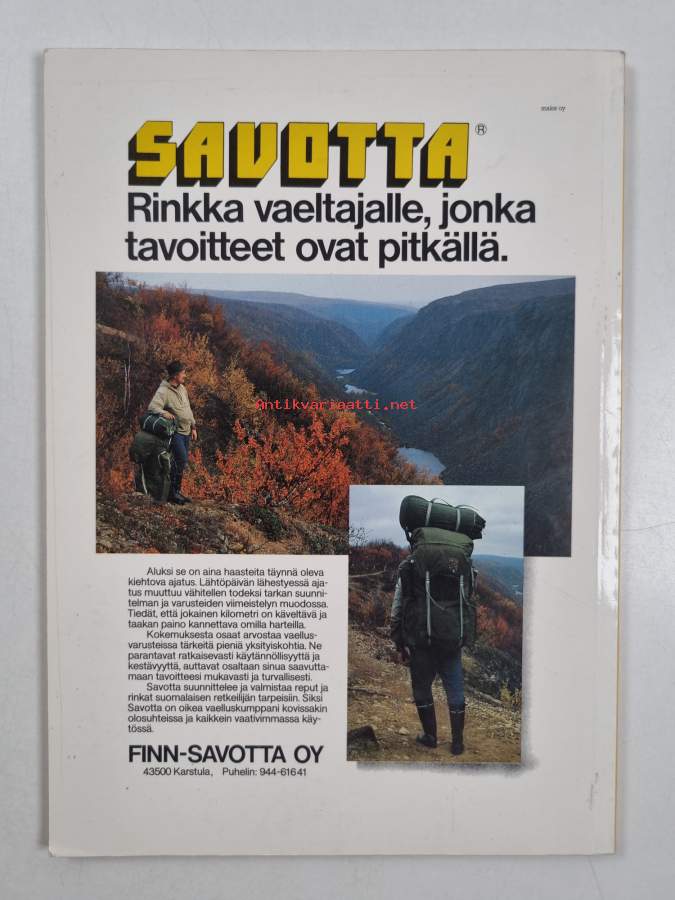 maike oy
SAVOTTA®
Rinkka vaeltajalle, jonka
tavoitteet ovat pitkällä.
Antikvariaatti.net
Aluksi se on aina haasteita täynnä oleva
kiehtova ajatus. Lähtöpäivän lähestyessä aja-
tus muuttuu vähitellen todeksi tarkan suunni-
telman ja varusteiden viimeistelyn muodossa.
Tiedät, että jokainen kilometri on käveltävä ja
taakan paino kannettava omilla harteilla.
Kokemuksesta osaat arvostaa vaellus-
varusteissa tärkeitä pieniä yksityiskohtia. Ne
parantavat ratkaisevasti käytännöllisyyttä ja
kestävyyttä, auttavat osaltaan sinua saavutta-
maan tavoitteesi mukavasti ja turvallisesti.
Savotta suunnittelee ja valmistaa reput ja
rinkat suomalaisen retkeilijän tarpeisiin. Siksi
Savotta on oikea vaelluskumppani kovissakin
olosuhteissa ja kaikkein vaativimmassa käy-
tössä.
FINN-SAVOTTA OY
43500 Karstula, Puhelin: 944-61641